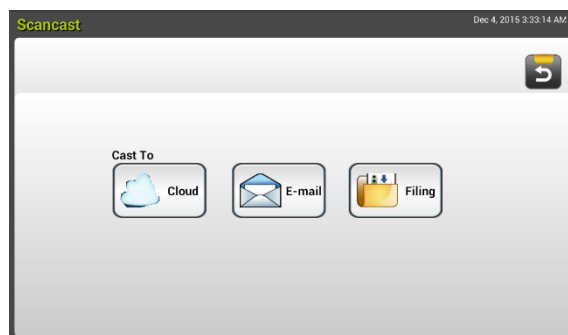 Scancast
Dec 4, 2015 3:33:14 AM
Cast To
Cloud
E-mail
Filing